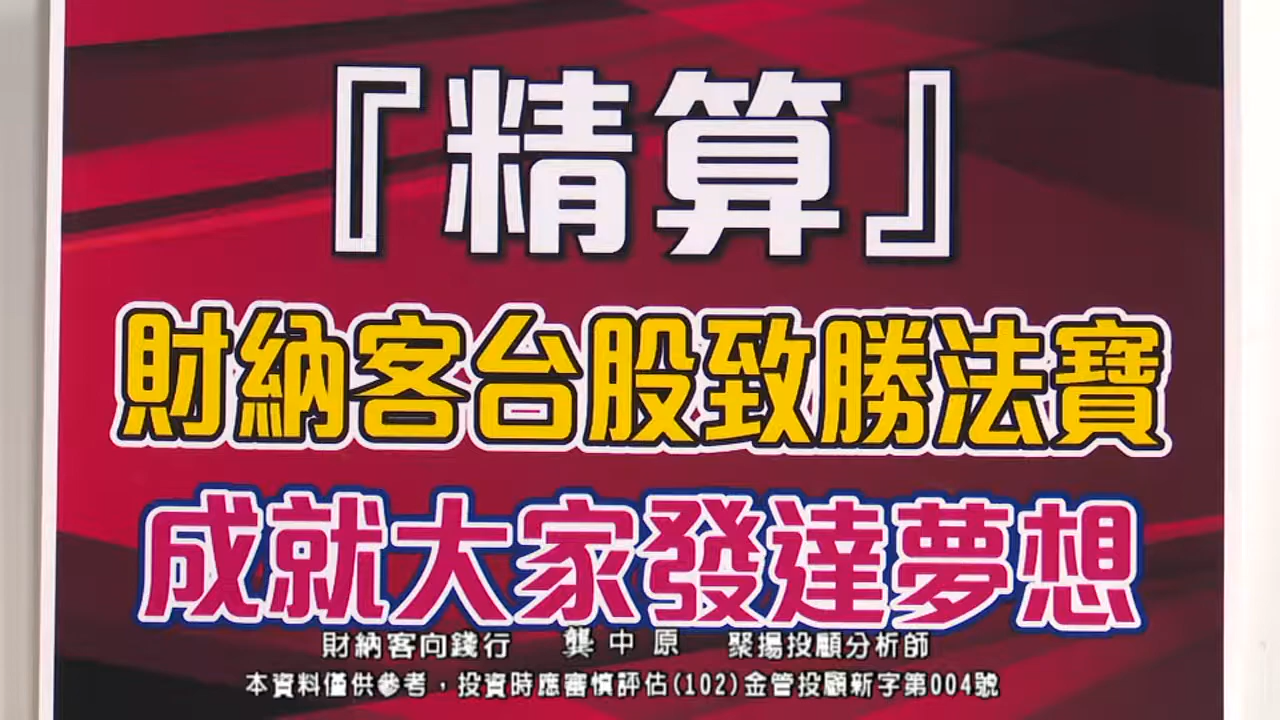 『精算』
財納客台股致勝法寶
成就大家發達夢想
財納客向錢行 龔中原 聚揚投顧分析師
本資料僅供參考,投資時應審慎評估(102)金管投顧新字第004號